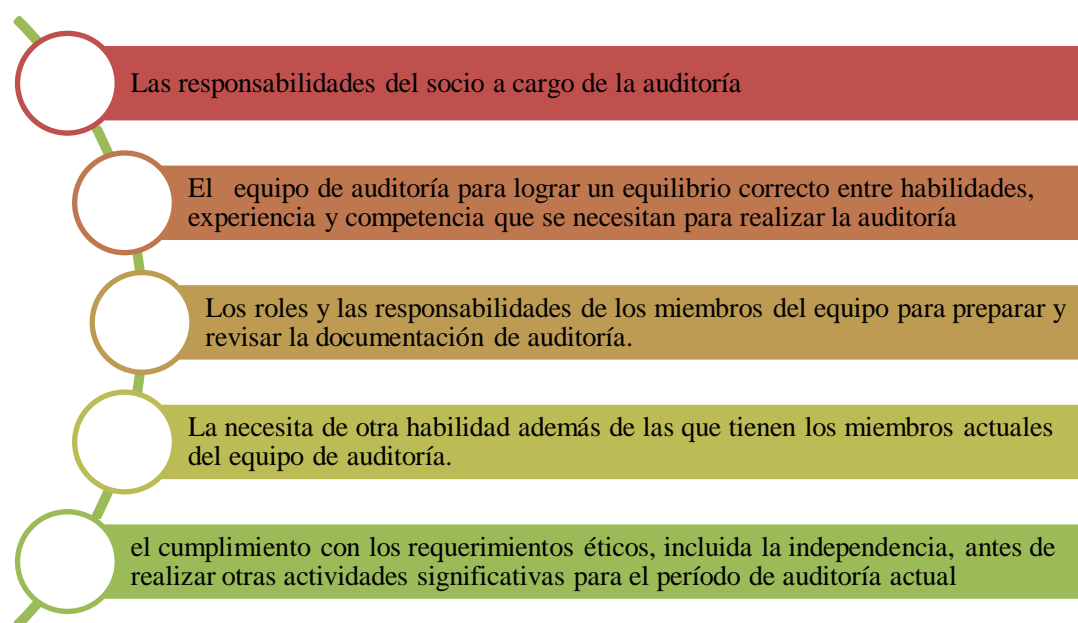 Las responsabilidades del socio a cargo de la auditoría
El equipo de auditoría para lograr un equilibrio correcto entre habilidades,
experiencia y competencia que se necesitan para realizar la auditoría
Los roles y las responsabilidades de los miembros del equipo para preparar y
revisar la documentación de auditoría.
La necesita de otra habilidad además de las que tienen los miembros actuales
del equipo de auditoría.
el cumplimiento con los requerimientos éticos, incluida la independencia, antes de
realizar otras actividades significativas para el período de auditoría actual